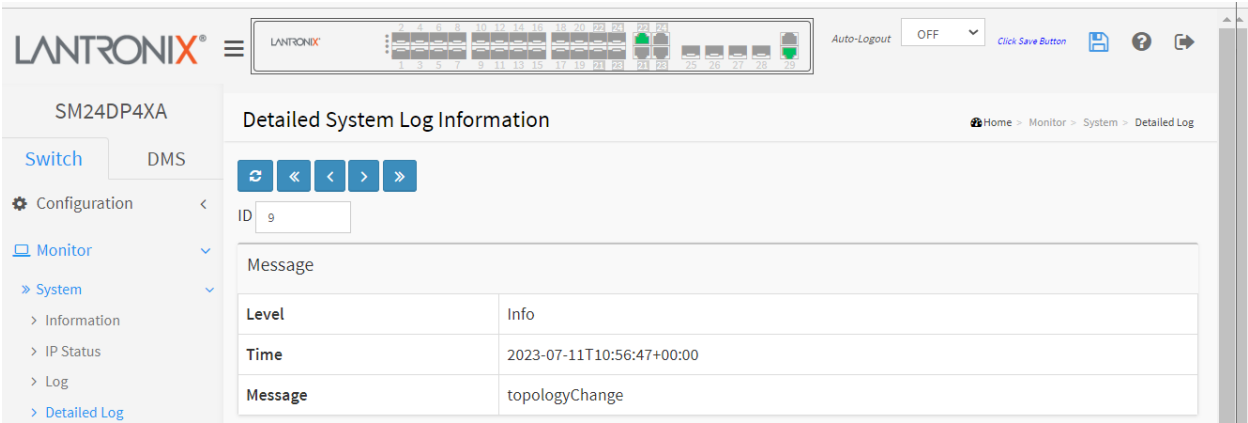 LANTRONIX®
LANTRONIX
2 4 6 8 10 12 14 16 18 20 22 24 22 24
1 3 5 7 9 11 13 15 17 19 21 23 21 23 25 26 27 28 29
Auto-Logout OFF Click Save Button
SM24DP4XA
Switch DMS
Configuration
Monitor
System
Information
IP Status
Log
Detailed Log
Detailed System Log Information
Home > Monitor > System > Detailed Log
ID 9
Message
Level Info
Time 2023-07-11T10:56:47+00:00
Message topologyChange